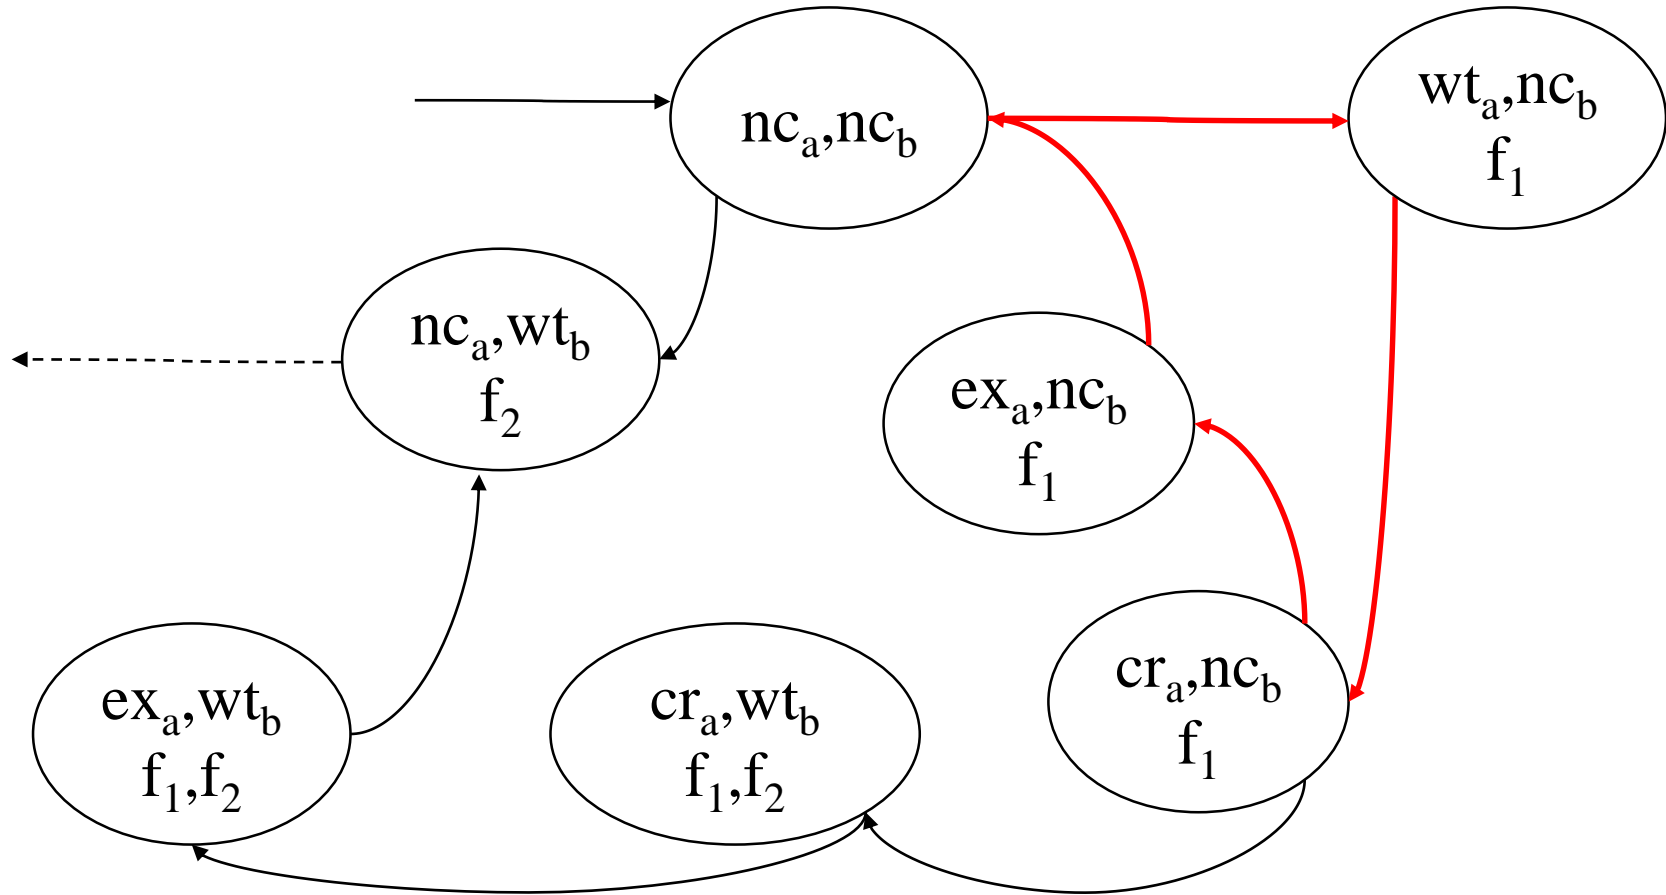 nc_a,nc_b
wt_a,nc_b
f_1
nc_a,wt_b
f_2
ex_a,nc_b
f_1
cr_a,nc_b
f_1
ex_a,wt_b
f_1,f_2
cr_a,wt_b
f_1,f_2